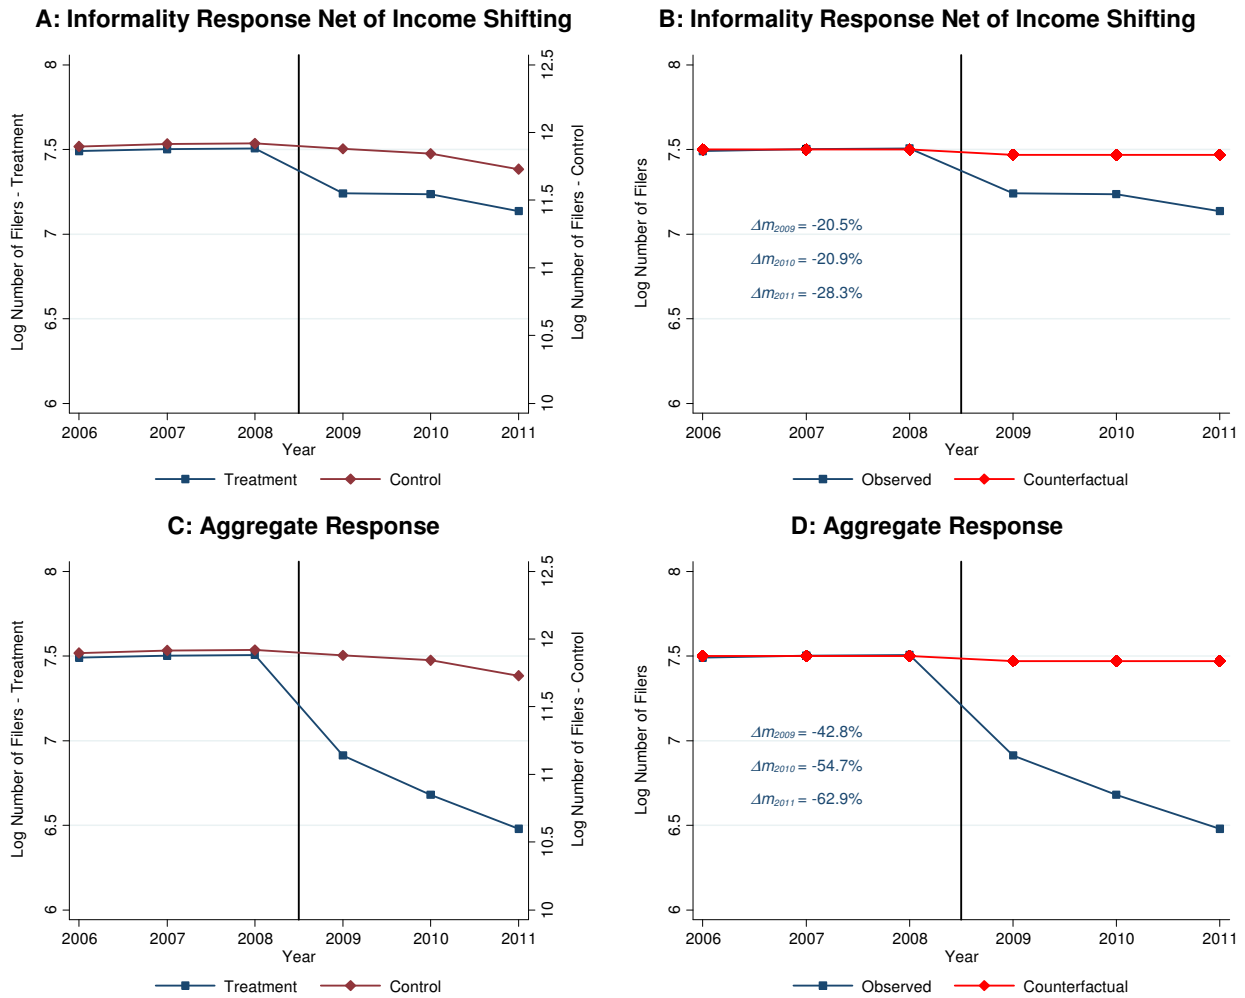 A: Informality Response Net of Income Shifting
Log Number of Filers - Treatment
8
7.5
7
6.5
6
12.5
12
11.5
11
10.5
10
Log Number of Filers - Control
2006 2007 2008 2009 2010 2011
Year
Treatment Control
B: Informality Response Net of Income Shifting
Log Number of Filers
8
7.5
7
6.5
6
Δm2009 = -20.5%
Δm2010 = -20.9%
Δm2011 = -28.3%
2006 2007 2008 2009 2010 2011
Year
Observed Counterfactual
C: Aggregate Response
Log Number of Filers - Treatment
8
7.5
7
6.5
6
12.5
12
11.5
11
10.5
10
Log Number of Filers - Control
2006 2007 2008 2009 2010 2011
Year
Treatment Control
D: Aggregate Response
Log Number of Filers
8
7.5
7
6.5
6
Δm2009 = -42.8%
Δm2010 = -54.7%
Δm2011 = -62.9%
2006 2007 2008 2009 2010 2011
Year
Observed Counterfactual